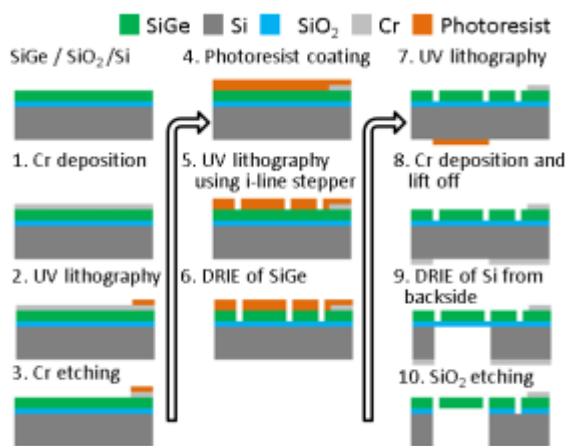 SiGe Si SiO₂ Cr Photoresist
SiGe / SiO₂ /Si
1. Cr deposition
2. UV lithography
3. Cr etching
4. Photoresist coating
5. UV lithography
using i-line stepper
6. DRIE of SiGe
7. UV lithography
8. Cr deposition and
lift off
9. DRIE of Si from
backside
10. SiO₂ etching